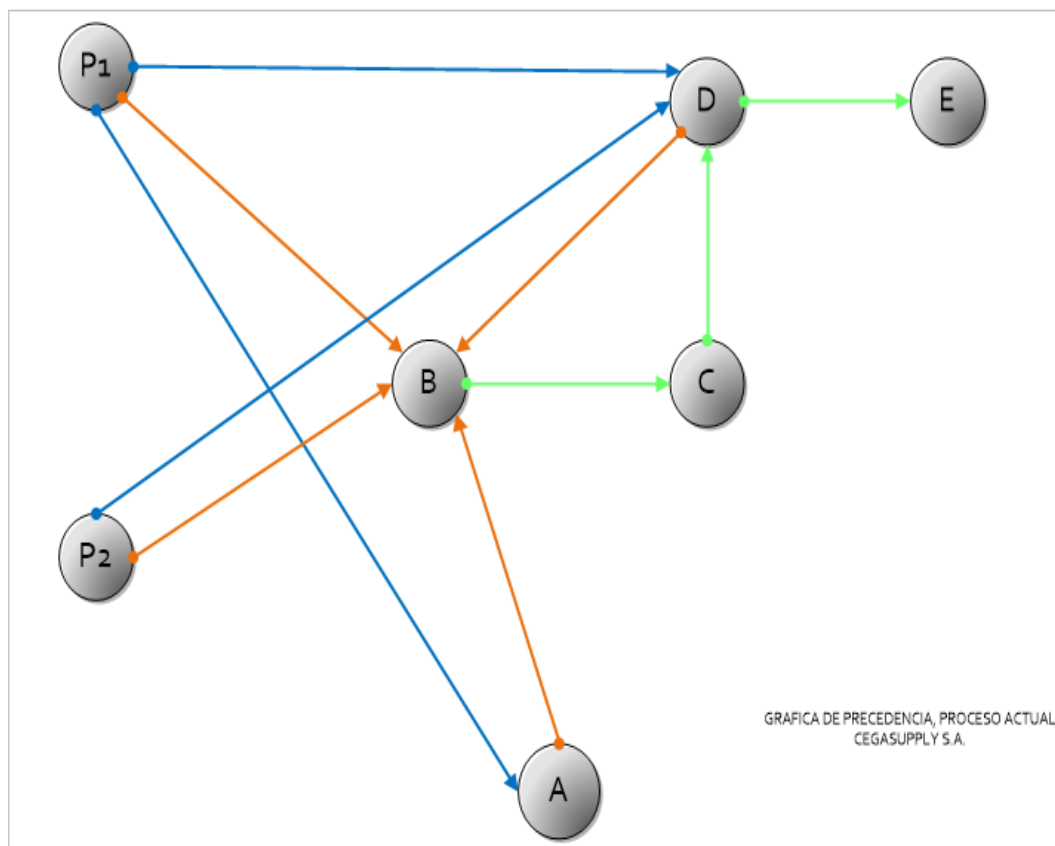 P1
D
E
B
C
P2
A
GRAFICA DE PRECEDENCIA, PROCESO ACTUAL
CEGASUPPLY S.A.